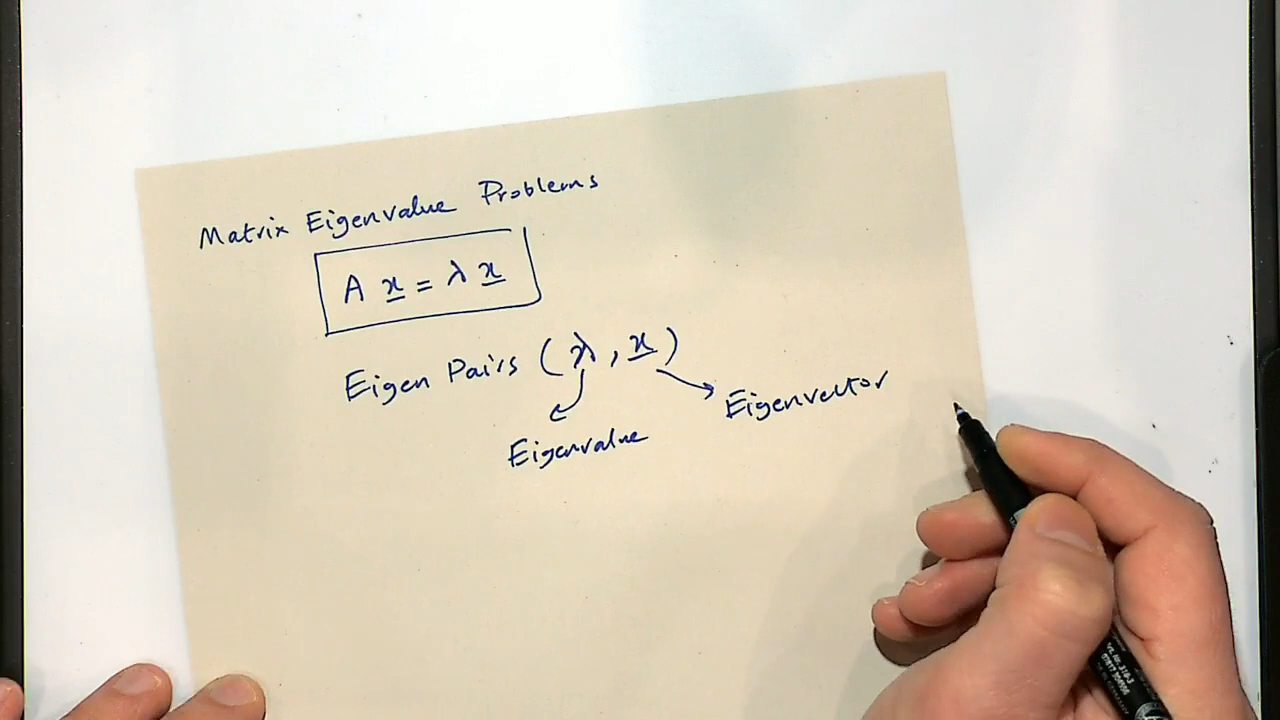 Matrix Eigenvalue Problems
A x = λ x
Eigen Pairs (λ, x)
Eigenvector
Eigenvalue